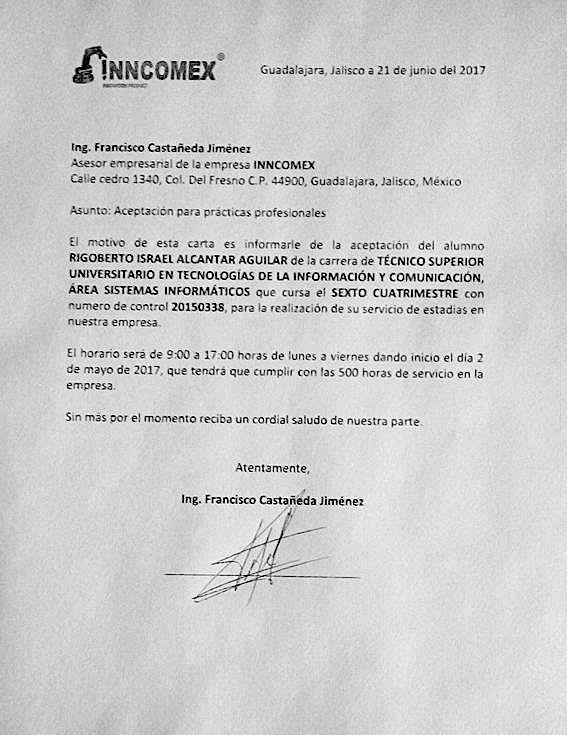 INNCOMEX®
INNOVATION PRODUCT
Guadalajara, Jalisco a 21 de junio del 2017
Ing. Francisco Castañeda Jiménez
Asesor empresarial de la empresa INNCOMEX
Calle cedro 1340, Col. Del Fresno C.P. 44900, Guadalajara, Jalisco, México
Asunto: Aceptación para prácticas profesionales
El motivo de esta carta es informarle de la aceptación del alumno
RIGOBERTO ISRAEL ALCANTAR AGUILAR de la carrera de TÉCNICO SUPERIOR
UNIVERSITARIO EN TECNOLOGÍAS DE LA INFORMACIÓN Y COMUNICACIÓN,
ÁREA SISTEMAS INFORMÁTICOS que cursa el SEXTO CUATRIMESTRE con
numero de control 20150338, para la realización de su servicio de estadías en
nuestra empresa.
El horario será de 9:00 a 17:00 horas de lunes a viernes dando inicio el día 2
de mayo de 2017, que tendrá que cumplir con las 500 horas de servicio en la
empresa.
Sin más por el momento reciba un cordial saludo de nuestra parte.
Atentamente,
Ing. Francisco Castañeda Jiménez